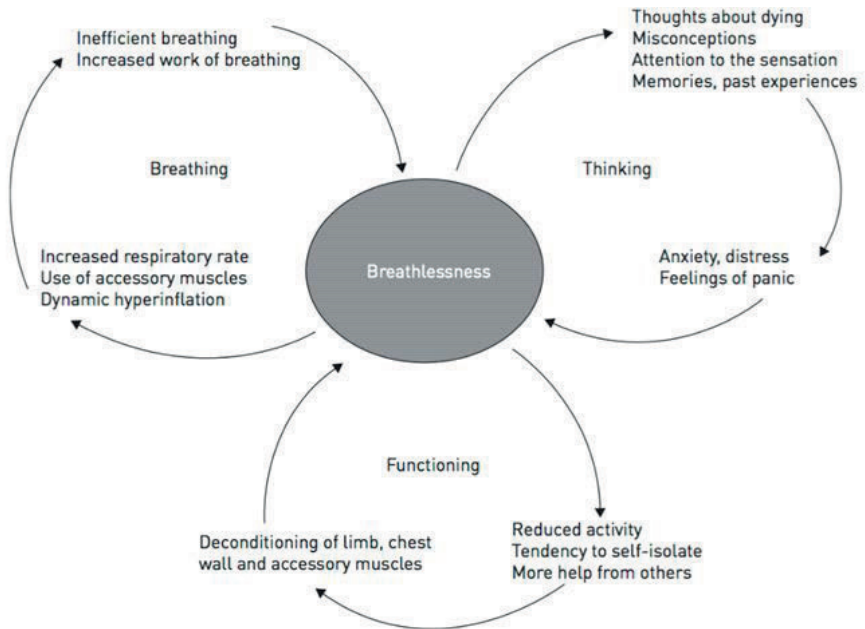 Inefficient breathing
Increased work of breathing
Breathing
Increased respiratory rate
Use of accessory muscles
Dynamic hyperinflation
Breathlessness
Thoughts about dying
Misconceptions
Attention to the sensation
Memories, past experiences
Thinking
Anxiety, distress
Feelings of panic
Functioning
Deconditioning of limb, chest
wall and accessory muscles
Reduced activity
Tendency to self-isolate
More help from others